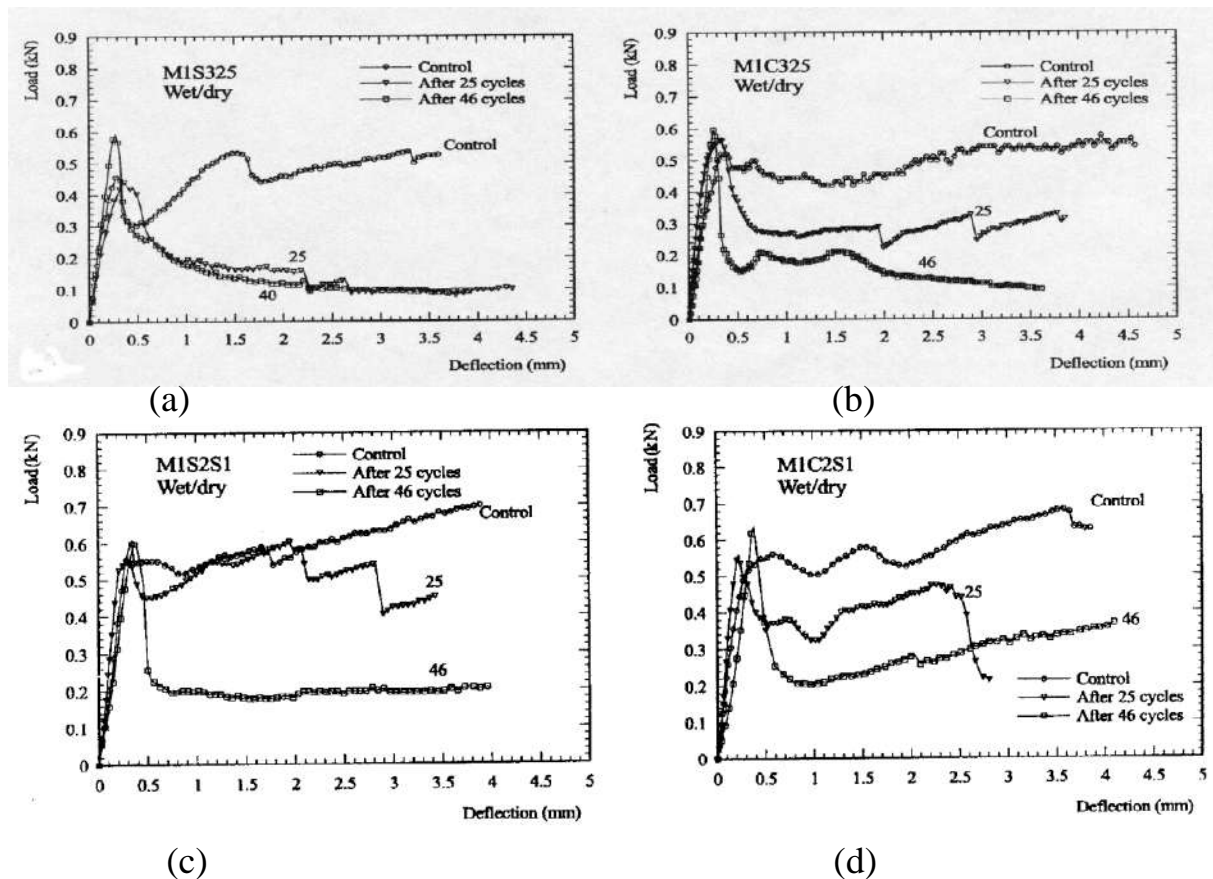 0.9
0.8
0.7
0.6
0.5
0.4
0.3
0.2
0.1
0
Load (kN)
M1S325
Wet/dry
Control
After 25 cycles
After 46 cycles
Control
25
40
0 0.5 1 1.5 2 2.5 3 3.5 4 4.5 5
Deflection (mm)
(a)
0.9
0.8
0.7
0.6
0.5
0.4
0.3
0.2
0.1
0
Load (kN)
M1C325
Wet/dry
Control
After 25 cycles
After 46 cycles
Control
25
46
0 0.5 1 1.5 2 2.5 3 3.5 4 4.5 5
Deflection (mm)
(b)
0.9
0.8
0.7
0.6
0.5
0.4
0.3
0.2
0.1
0
Load (kN)
M1S2S1
Wet/dry
Control
After 25 cycles
After 46 cycles
Control
25
46
0 0.5 1 1.5 2 2.5 3 3.5 4 4.5 5
Deflection (mm)
(c)
0.9
0.8
0.7
0.6
0.5
0.4
0.3
0.2
0.1
0
Load (kN)
M1C2S1
Wet/dry
Control
25
46
Control
After 25 cycles
After 46 cycles
0 0.5 1 1.5 2 2.5 3 3.5 4 4.5 5
Deflection (mm)
(d)